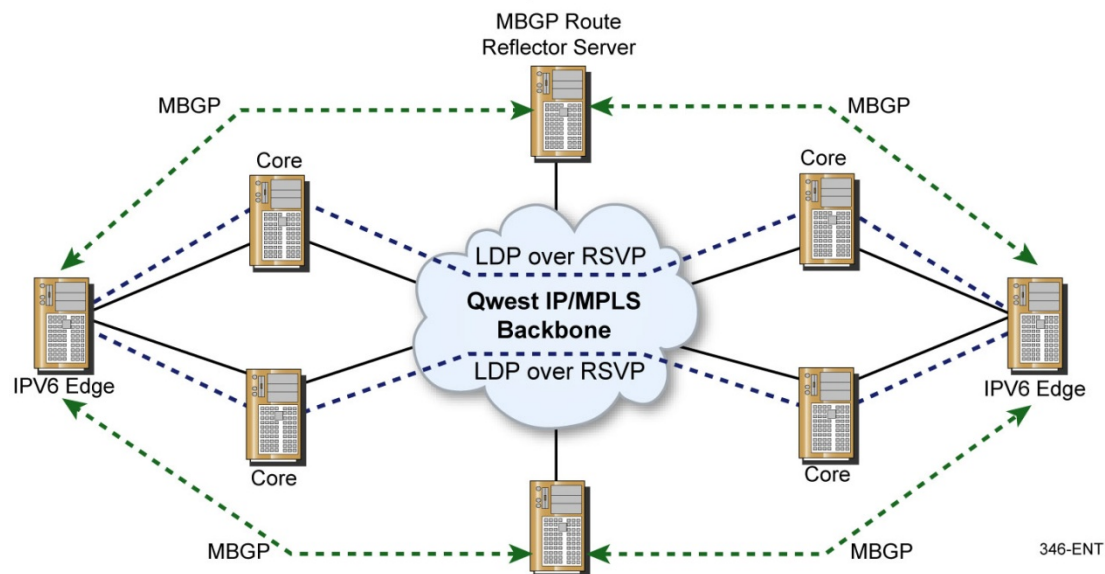 MBGP Route
Reflector Server
MBGP
MBGP
Core
Core
LDP over RSVP
Qwest IP/MPLS
Backbone
LDP over RSVP
IPV6 Edge
IPV6 Edge
Core
Core
MBGP
MBGP
346-ENT